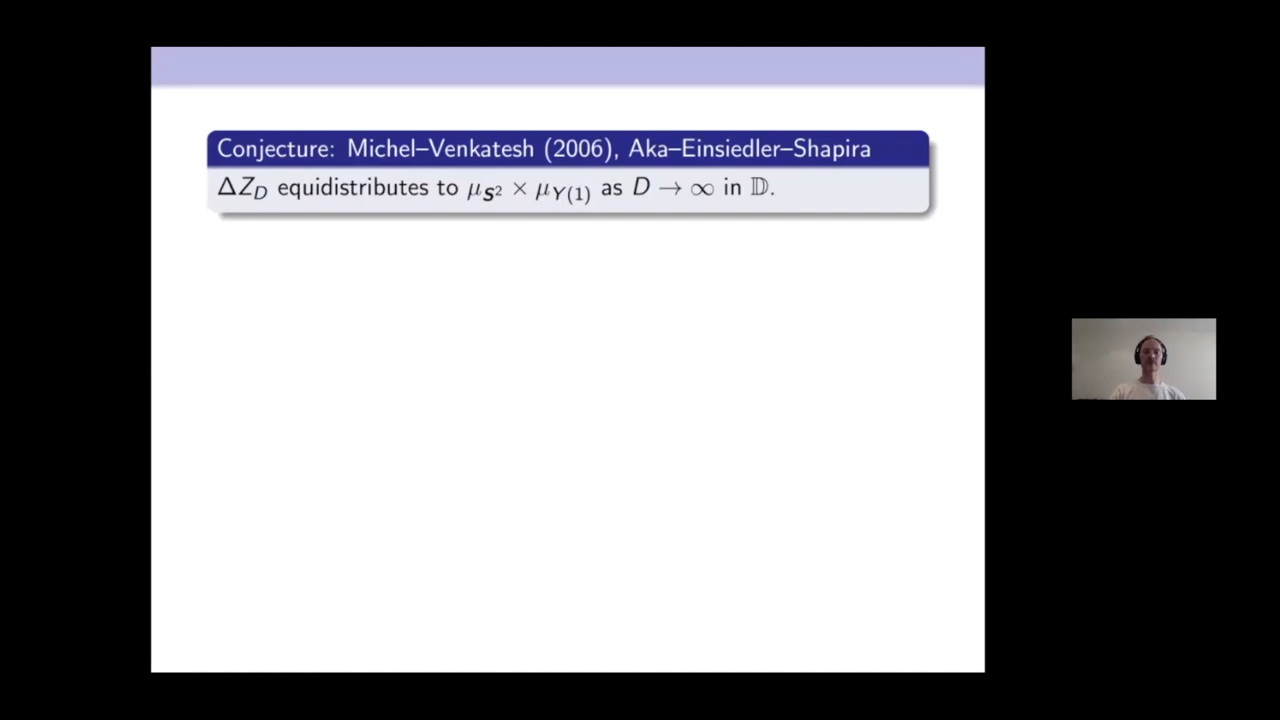 Conjecture: Michel–Venkatesh (2006), Aka–Einsiedler–Shapira
ΔZ_D equidistributes to μ_{S²} × μ_{Y(1)} as D → ∞ in 𝔻.